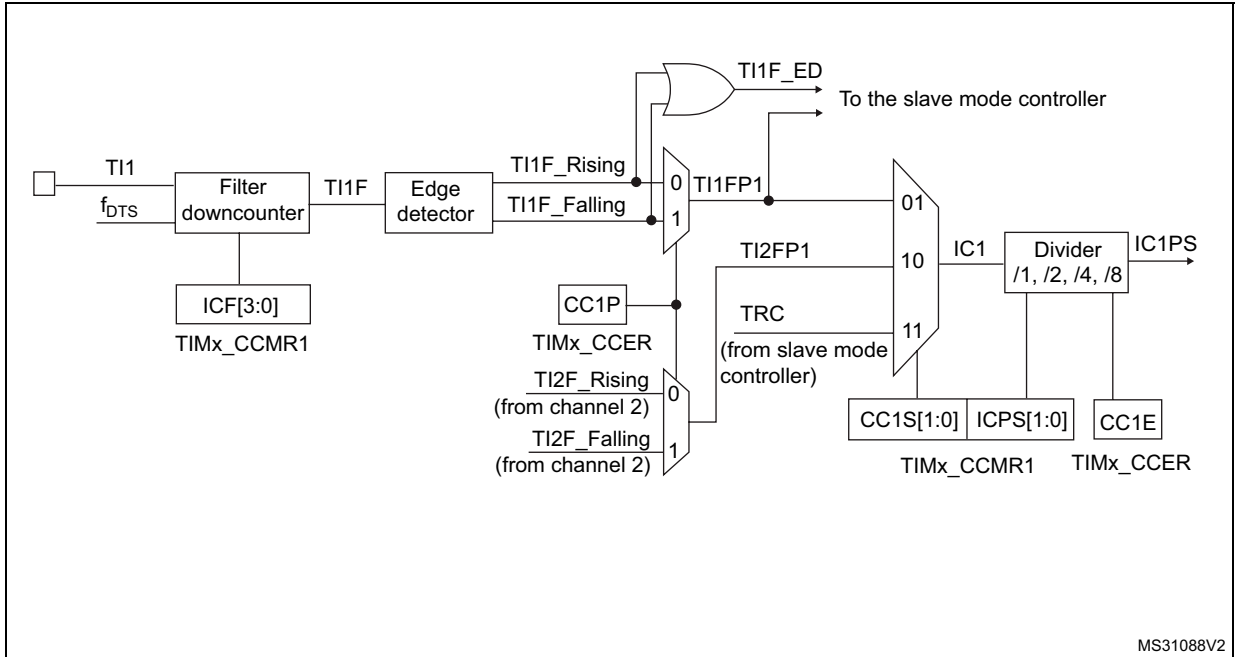 TI1F_ED
To the slave mode controller
TI1
f_DTS
Filter
downcounter
TI1F
Edge
detector
TI1F_Rising
TI1F_Falling
0
1
TI1FP1
01
TI2FP1
10
IC1
Divider
/1, /2, /4, /8
IC1PS
ICF[3:0]
TIMx_CCMR1
CC1P
TIMx_CCER
TRC
(from slave mode
controller)
11
TI2F_Rising
(from channel 2)
0
TI2F_Falling
(from channel 2)
1
CC1S[1:0]
ICPS[1:0]
CC1E
TIMx_CCMR1
TIMx_CCER
MS31088V2